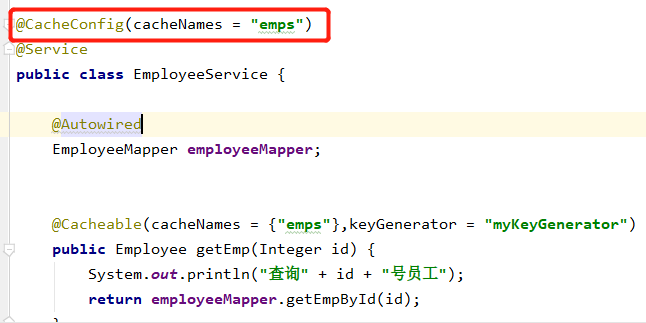 @CacheConfig(cacheNames = "emps")
@Service
public class EmployeeService {
@Autowired
EmployeeMapper employeeMapper;
@Cacheable(cacheNames = {"emps"},keyGenerator = "myKeyGenerator")
public Employee getEmp(Integer id) {
System.out.println("查询" + id + "号员工");
return employeeMapper.getEmpById(id);